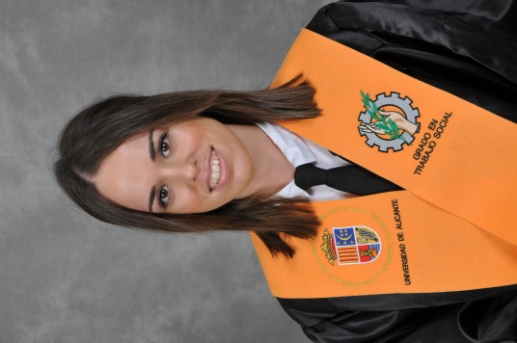 GRADO EN
TRABAJO SOCIAL
UNIVERSIDAD DE ALICANTE